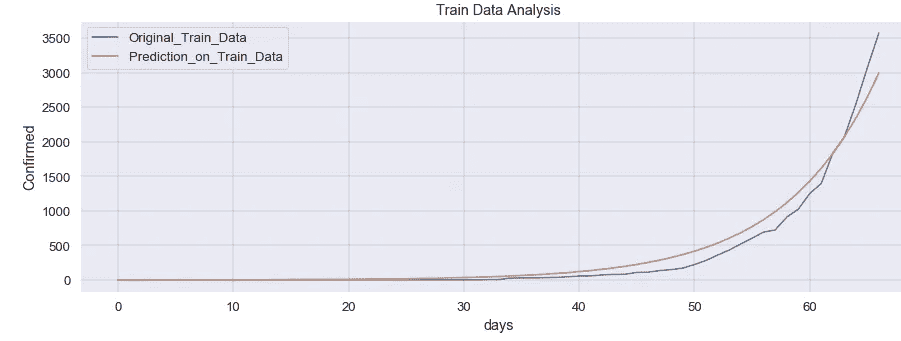 Train Data Analysis
Original_Train_Data
Prediction_on_Train_Data
3500
3000
2500
2000
1500
1000
500
0
Confirmed
0 10 20 30 40 50 60
days